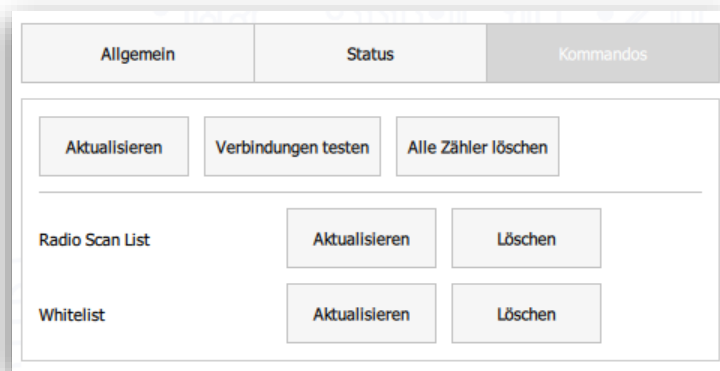 Allgemein Status Kommandos
Aktualisieren Verbindungen testen Alle Zähler löschen
Radio Scan List Aktualisieren Löschen
Whitelist Aktualisieren Löschen